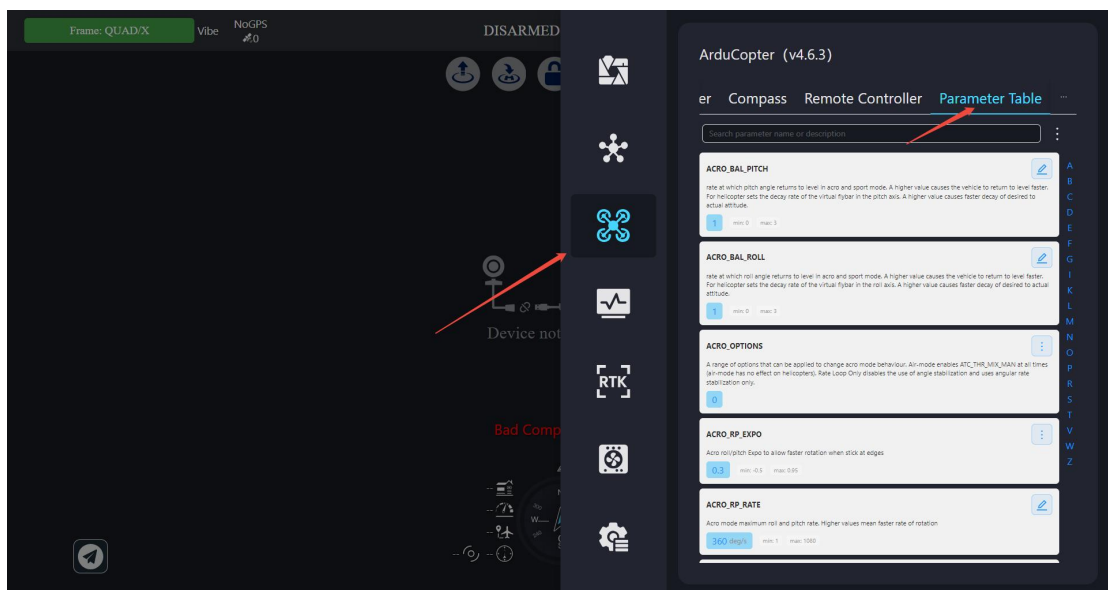 Frame: QUAD/X
Vibe
NoGPS
0
DISARMED
Device not
Bad Comp
RTK
ArduCopter (v4.6.3)
er Compass Remote Controller Parameter Table ...
Search parameter name or description
ACRO_BAL_PITCH
rate at which pitch angle returns to level in acro and sport mode. A higher value causes the vehicle to return to level faster.
For helicopter sets the decay rate of the virtual flybar in the pitch axis. A higher value causes faster decay of desired to
actual attitude.
1 min: 0 max: 3
ACRO_BAL_ROLL
rate at which roll angle returns to level in acro and sport mode. A higher value causes the vehicle to return to level faster.
For helicopter sets the decay rate of the virtual flybar in the roll axis. A higher value causes faster decay of desired to actual
attitude.
1 min: 0 max: 3
ACRO_OPTIONS
A range of options that can be applied to change acro mode behaviour. Air-mode enables ATC_THR_MIX_MAN at all times
(air-mode has no effect on helicopters). Rate Loop Only disables the use of angle stabilization and uses angular rate
stabilization only.
0
ACRO_RP_EXPO
Acro roll/pitch Expo to allow faster rotation when stick at edges
0.3 min: -0.5 max: 0.95
ACRO_RP_RATE
Acro mode maximum roll and pitch rate. Higher values mean faster rate of rotation
360 deg/s min: 1 max: 1080
A
B
C
D
E
F
G
I
K
L
M
N
O
P
R
S
T
V
W
Z